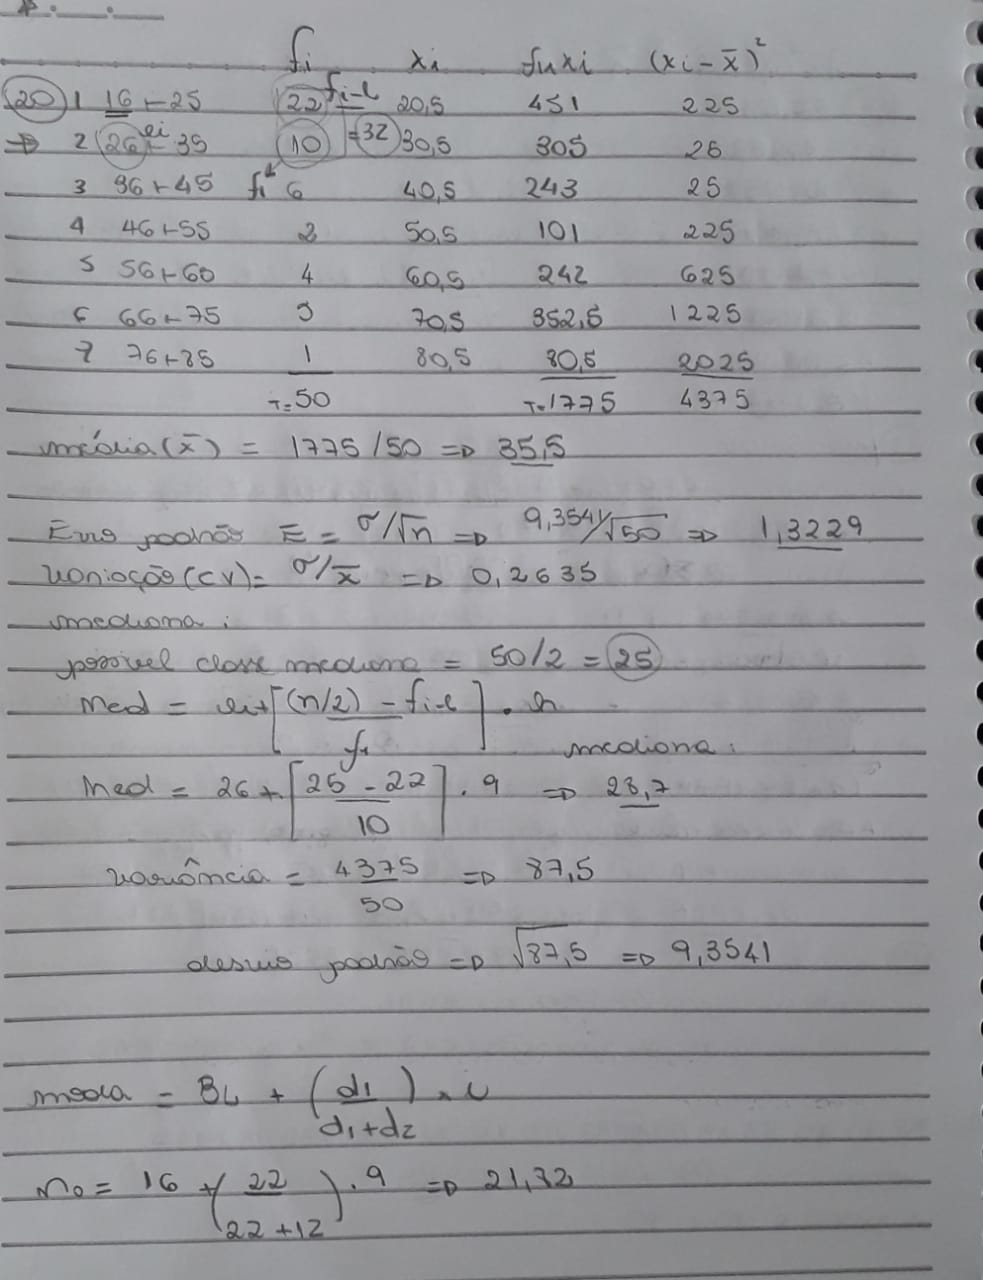 fi xi fixi (xi - x̄)²
20 1 16 ⊢ 25 22 fi-l 20,5 451 225
⇒ 2 26 li ⊢ 35 10 = 32 30,5 305 25
3 36 ⊢ 45 fi 6 40,5 243 25
4 46 ⊢ 55 2 50,5 101 225
5 56 ⊢ 60 4 60,5 242 625
6 66 ⊢ 75 5 70,5 352,5 1225
7 76 ⊢ 85 1 80,5 80,5 2025
T= 50 T= 1775 4375
média (x̄) = 1775 / 50 ⇒ 35,5
Erro padrão E = σ/√n ⇒ 9,3541/√50 ⇒ 1,3229
Variação (CV) = σ/x̄ ⇒ 0,2635
mediana :
possivel classe mediana = 50/2 = 25
Med = li + [(n/2) - fi-l / fi] . h
mediana :
Med = 26 + [25 - 22 / 10] . 9 ⇒ 28,7
Variância = 4375 / 50 ⇒ 87,5
desvio padrão ⇒ √87,5 ⇒ 9,3541
moda = BL + (d1 / d1+d2) . c
mo = 16 + (22 / 22+12) . 9 ⇒ 21,32